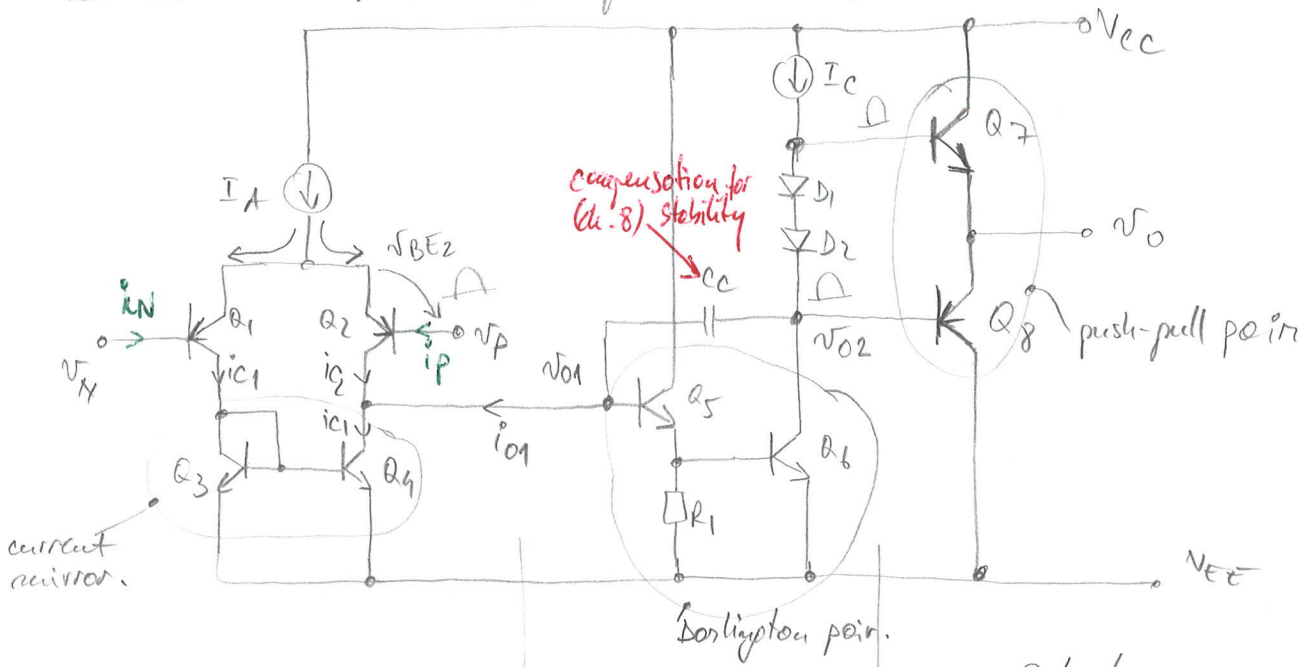 VCC
IC
Q7
IA
compensation for
(ch. 8) stability
D1
vBE2
D2
vO
iN
CC
Q1
Q2
vP
Q8
push-pull pair
iP
vO2
vN
iC1
iC2
vO1
Q5
iC1
iO1
Q6
Q3
Q4
R1
current
mirror.
VEE
Darlington pair.